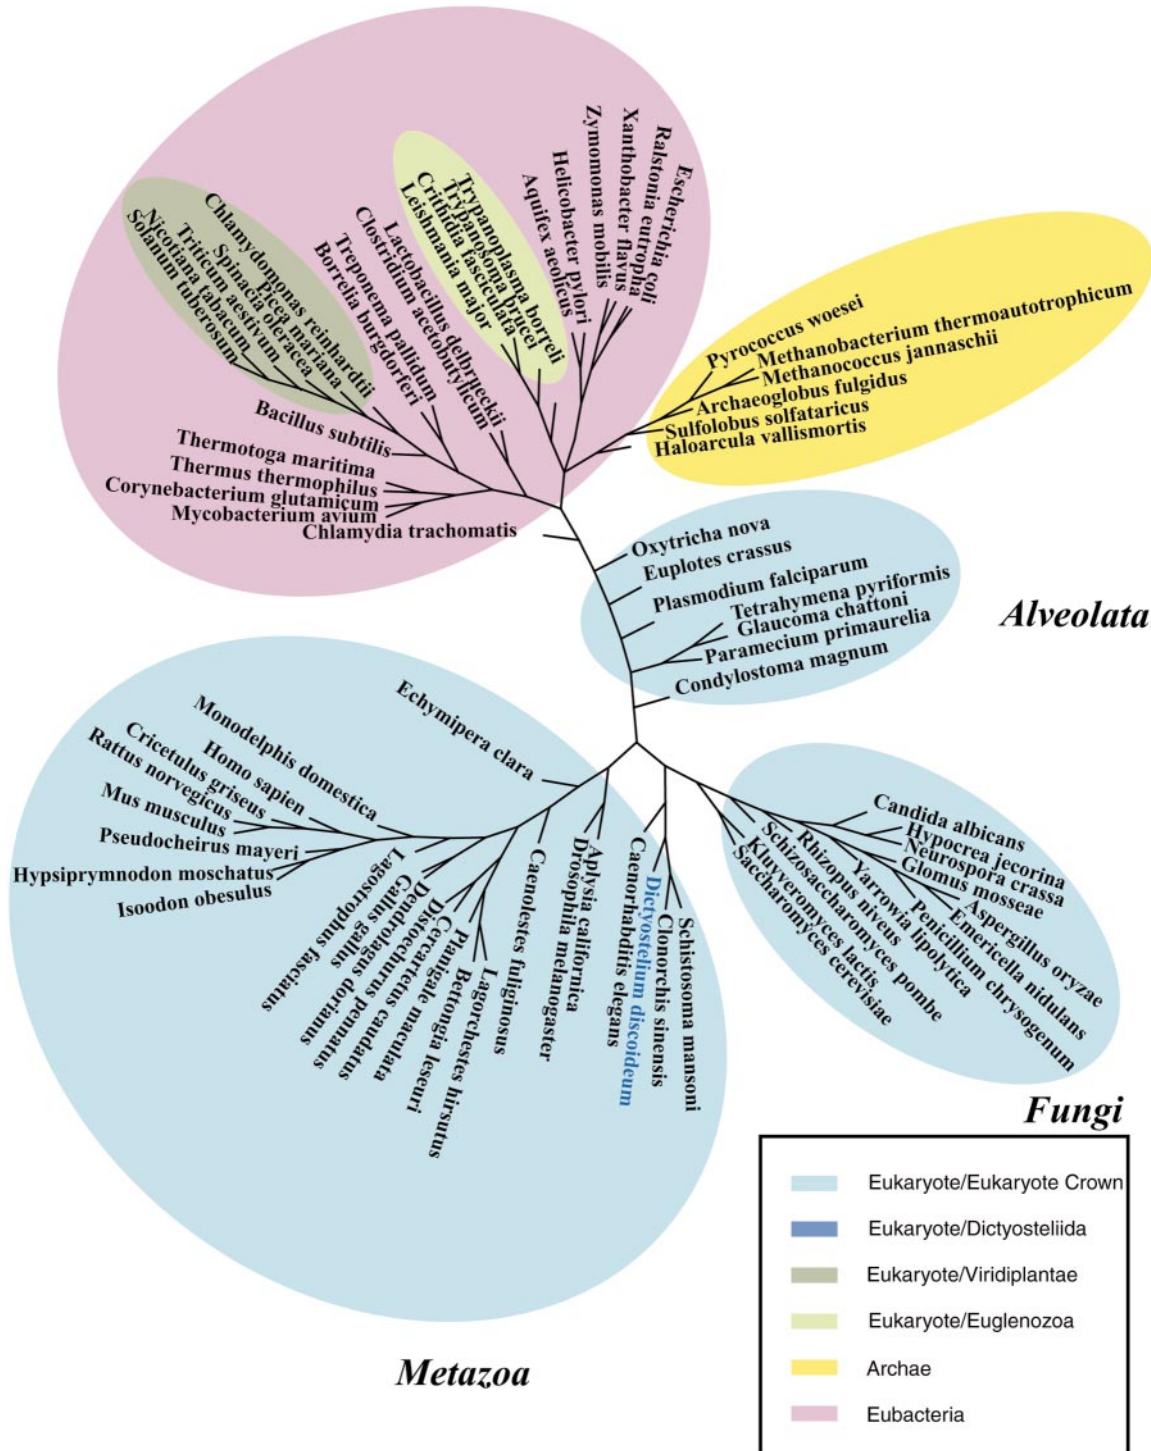 Escherichia coli
Ralstonia eutropha
Xanthobacter flavus
Zymomonas mobilis
Helicobacter pylori
Aquifex aeolicus
Trypanoplasma borreli
Trypanosoma brucei
Crithidia fasciculata
Leishmania major
Lactobacillus delbrueckii
Clostridium acetobutylicum
Treponema pallidum
Borrelia burgdorferi
Chlamydomonas reinhardtii
Picea mariana
Spinacia oleracea
Triticum aestivum
Nicotiana tabacum
Solanum tuberosum
Bacillus subtilis
Thermotoga maritima
Thermus thermophilus
Corynebacterium glutamicum
Mycobacterium avium
Chlamydia trachomatis
Pyrococcus woesei
Methanobacterium thermoautotrophicum
Methanococcus jannaschii
Archaeoglobus fulgidus
Sulfolobus solfataricus
Haloarcula vallismortis
Oxytricha nova
Euplotes crassus
Plasmodium falciparum
Tetrahymena pyriformis
Glaucoma chattoni
Paramecium primaurelia
Condylostoma magnum
Alveolata
Echymipera clara
Monodelphis domestica
Homo sapien
Cricetulus griseus
Rattus norvegicus
Mus musculus
Pseudocheirus mayeri
Hypsiprymnodon moschatus
Isoodon obesulus
Lagostrophus fasciatus
Gallus gallus
Dendrolagus dorianus
Distoechurus pennatus
Cercartetus caudatus
Planigale maculata
Bettongia leseuri
Lagorchestes hirsutus
Caenolestes fuliginosus
Drosophila melanogaster
Aplysia californica
Caenorhabditis elegans
Dictyostelium discoideum
Clonorchis sinensis
Schistosoma mansoni
Candida albicans
Hypocrea jecorina
Neurospora crassa
Glomus mosseae
Aspergillus oryzae
Emericella nidulans
Penicillium chrysogenum
Yarrowia lipolytica
Rhizopus niveus
Schizosaccharomyces pombe
Kluyveromyces lactis
Saccharomyces cerevisiae
Fungi
Metazoa
Eukaryote/Eukaryote Crown
Eukaryote/Dictyosteliida
Eukaryote/Viridiplantae
Eukaryote/Euglenozoa
Archae
Eubacteria